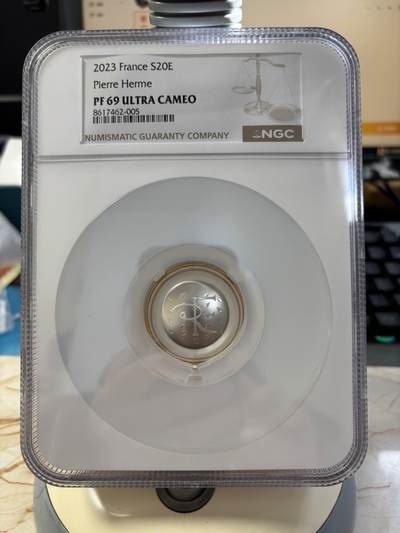 2023 France S20E
Pierre Herme
PF 69 ULTRA CAMEO
8617462-005
NUMISMATIC GUARANTY COMPANY
NGC